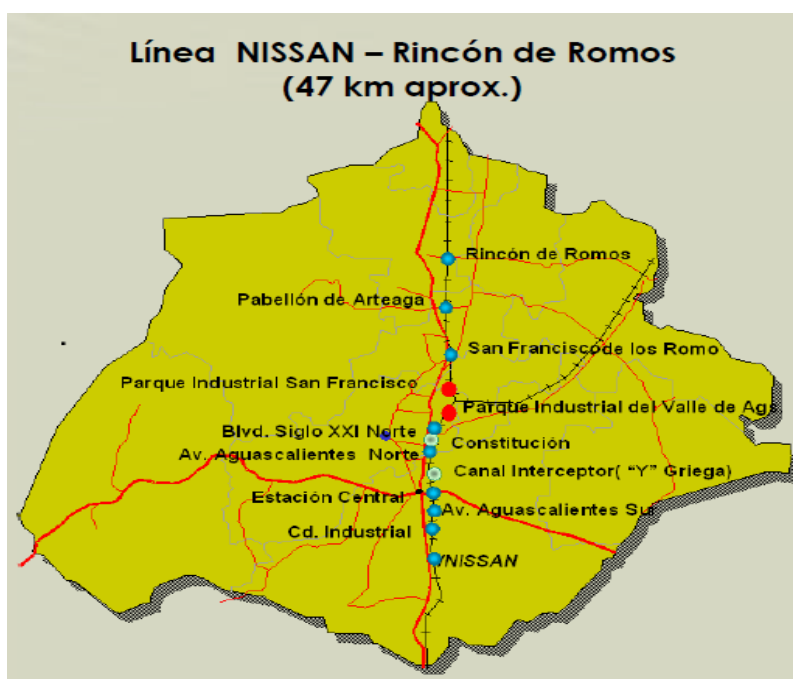 Línea NISSAN – Rincón de Romos
(47 km aprox.)
Rincón de Romos
Pabellón de Arteaga
San Francisco de los Romo
Parque Industrial San Francisco
Parque Industrial del Valle de Ags.
Blvd. Siglo XXI Norte
Constitución
Av. Aguascalientes Norte
Canal Interceptor( “Y” Griega)
Estación Central
Av. Aguascalientes Sur
Cd. Industrial
NISSAN